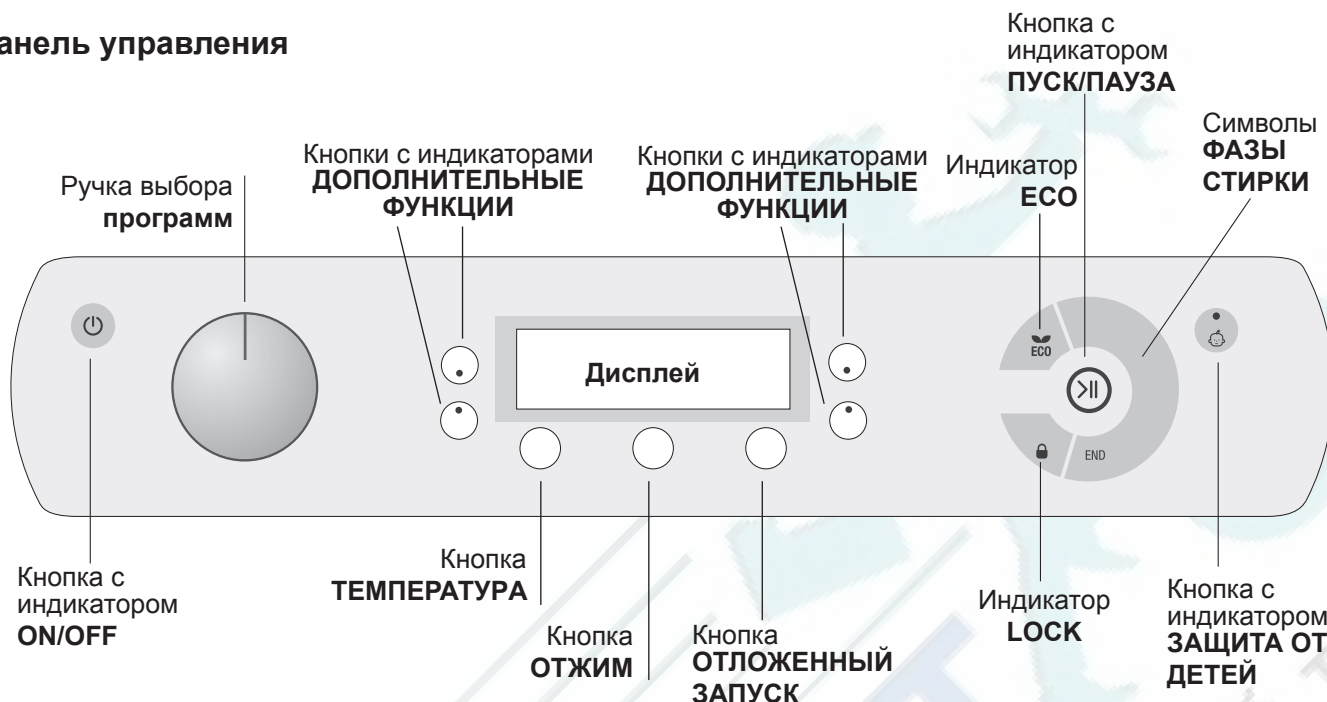 анель управления
Кнопка с
индикатором
ПУСК/ПАУЗА
Символы
ФАЗЫ
СТИРКИ
Кнопки с индикаторами
ДОПОЛНИТЕЛЬНЫЕ
ФУНКЦИИ
Кнопки с индикаторами
ДОПОЛНИТЕЛЬНЫЕ
ФУНКЦИИ
Индикатор
ECO
Ручка выбора
программ
ECO
Дисплей
END
Кнопка с
индикатором
ON/OFF
Кнопка
ТЕМПЕРАТУРА
Кнопка
ОТЖИМ
Кнопка
ОТЛОЖЕННЫЙ
ЗАПУСК
Индикатор
LOCK
Кнопка с
индикатором
ЗАЩИТА ОТ
ДЕТЕЙ